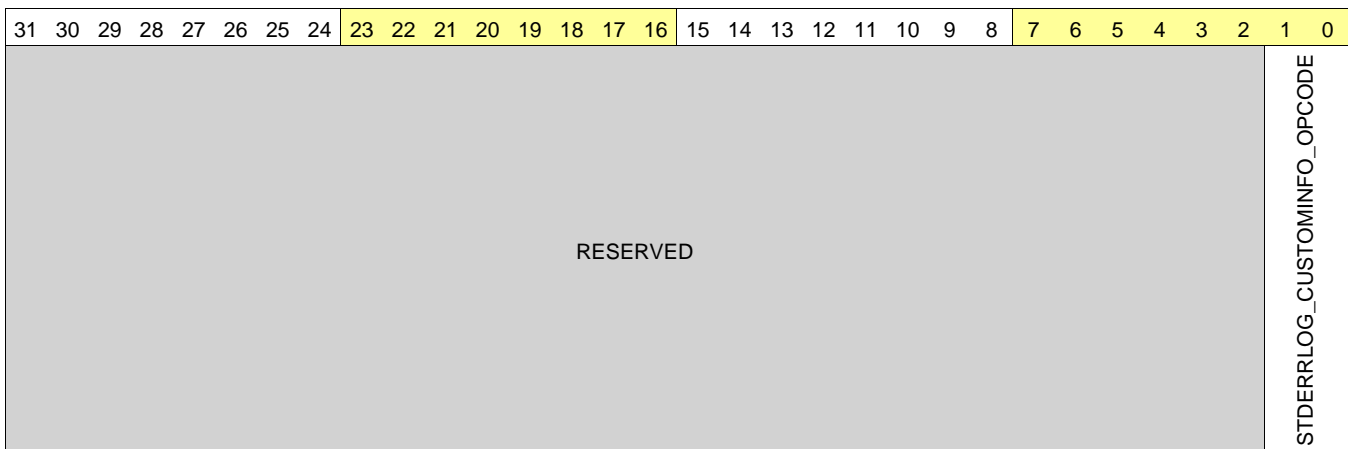 31 30 29 28 27 26 25 24 23 22 21 20 19 18 17 16 15 14 13 12 11 10 9 8 7 6 5 4 3 2 1 0
RESERVED
STDERRLOG_CUSTOMINFO_OPCODE